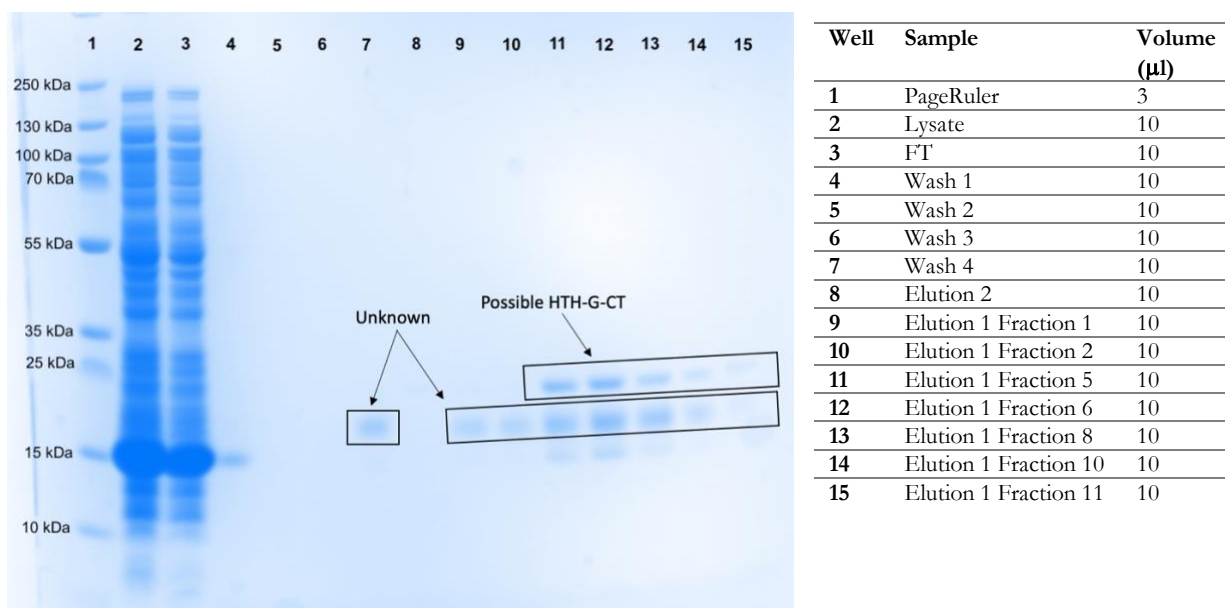 1 2 3 4 5 6 7 8 9 10 11 12 13 14 15
250 kDa
130 kDa
100 kDa
70 kDa
55 kDa
35 kDa
25 kDa
15 kDa
10 kDa
Unknown
Possible HTH-G-CT
Well Sample Volume
(µl)
1 PageRuler 3
2 Lysate 10
3 FT 10
4 Wash 1 10
5 Wash 2 10
6 Wash 3 10
7 Wash 4 10
8 Elution 2 10
9 Elution 1 Fraction 1 10
10 Elution 1 Fraction 2 10
11 Elution 1 Fraction 5 10
12 Elution 1 Fraction 6 10
13 Elution 1 Fraction 8 10
14 Elution 1 Fraction 10 10
15 Elution 1 Fraction 11 10